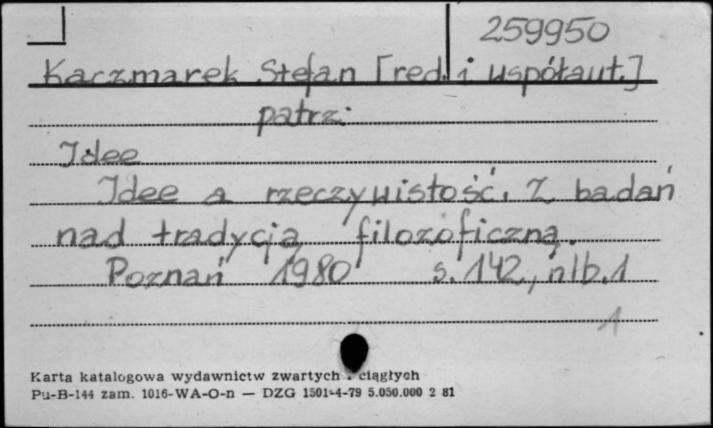 259950
Kaczmarek Stefan [red. i współaut.]
patrz:
Idee
Idee a rzeczywistość. Z badań
nad tradycją filozoficzną.
Poznań 1980 s. 142, nlb. 1
1
Karta katalogowa wydawnictw zwartych i ciągłych
Pu-B-144 zam. 1016-WA-O-n — DZG 1501-4-79 5.050.000 2 81